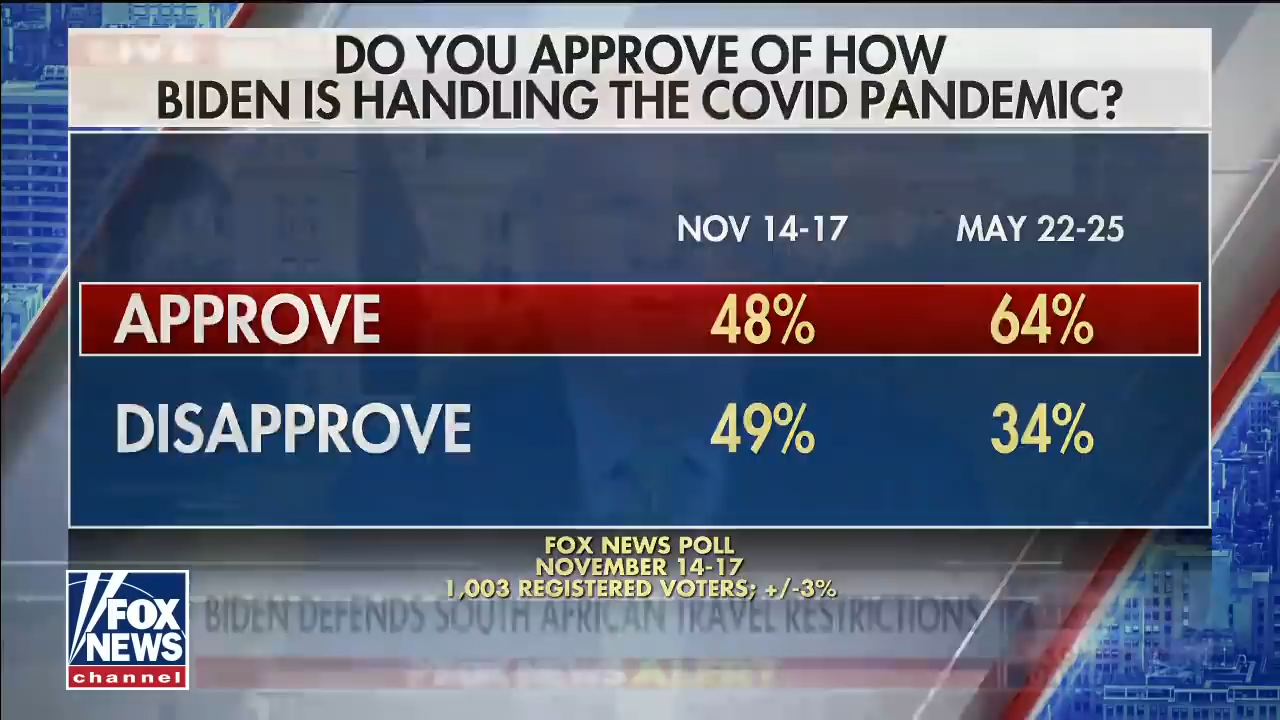 LIVE
DO YOU APPROVE OF HOW
BIDEN IS HANDLING THE COVID PANDEMIC?
NOV 14-17 MAY 22-25
APPROVE 48% 64%
DISAPPROVE 49% 34%
FOX NEWS POLL
NOVEMBER 14-17
1,003 REGISTERED VOTERS; +/-3%
BIDEN DEFENDS SOUTH AFRICAN TRAVEL RESTRICTIONS
FOX
NEWS
channel